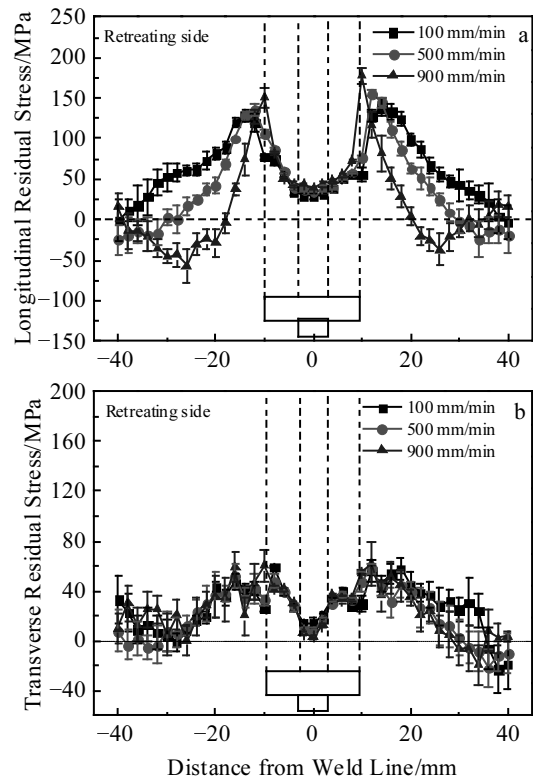 Longitudinal Residual Stress/MPa
250
200
150
100
50
0
−50
−100
−150
Retreating side
100 mm/min
500 mm/min
900 mm/min
a
−40
−20
0
20
40
Transverse Residual Stress/MPa
200
160
120
80
40
0
−40
Retreating side
100 mm/min
500 mm/min
900 mm/min
b
−40
−20
0
20
40
Distance from Weld Line/mm